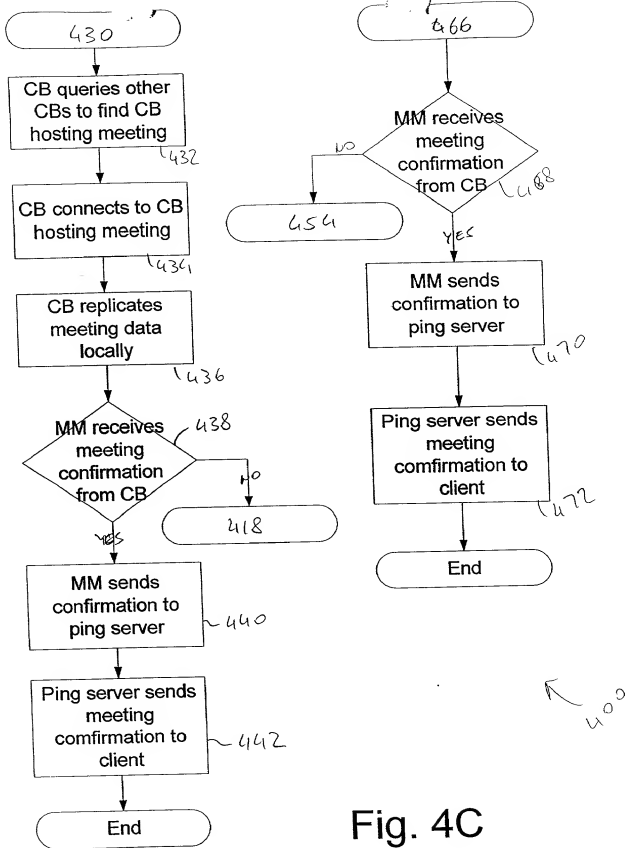 430
CB queries other
CBs to find CB
hosting meeting
432
CB connects to CB
hosting meeting
434
CB replicates
meeting data
locally
436
MM receives
meeting
confirmation
from CB
438
NO
418
YES
MM sends
confirmation to
ping server
440
Ping server sends
meeting
comfirmation to
client
442
End
466
MM receives
meeting
confirmation
from CB
468
NO
454
YES
MM sends
confirmation to
ping server
470
Ping server sends
meeting
comfirmation to
client
472
End
400
Fig. 4C